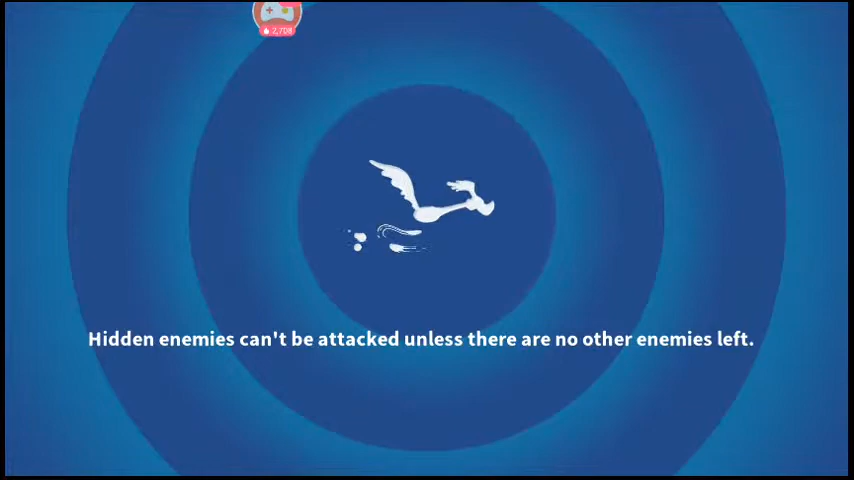 Hidden enemies can't be attacked unless there are no other enemies left.